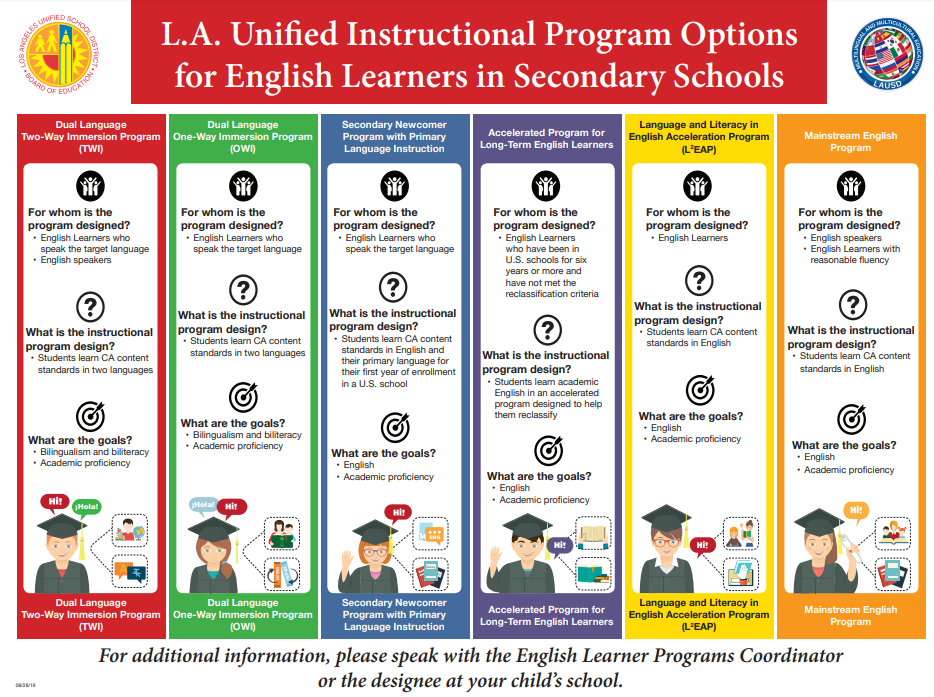 LOS ANGELES UNIFIED SCHOOL DISTRICT
BOARD OF EDUCATION
L.A. Unified Instructional Program Options
for English Learners in Secondary Schools
MULTILINGUAL AND MULTICULTURAL EDUCATION
LAUSD
Dual Language
Two-Way Immersion Program
(TWI)
For whom is the
program designed?
• English Learners who
speak the target language
• English speakers
What is the instructional
program design?
• Students learn CA content
standards in two languages
What are the goals?
• Bilingualism and biliteracy
• Academic proficiency
Hi!
¡Hola!
A
Dual Language
Two-Way Immersion Program
(TWI)
Dual Language
One-Way Immersion Program
(OWI)
For whom is the
program designed?
• English Learners who
speak the target language
What is the instructional
program design?
• Students learn CA content
standards in two languages
What are the goals?
• Bilingualism and biliteracy
• Academic proficiency
¡Hola!
Hi!
Dual Language
One-Way Immersion Program
(OWI)
Secondary Newcomer
Program with Primary
Language Instruction
For whom is the
program designed?
• English Learners who
speak the target language
What is the instructional
program design?
• Students learn CA content
standards in English and
their primary language for
their first year of enrollment
in a U.S. school
What are the goals?
• English
• Academic proficiency
Hi!
ENG
Secondary Newcomer
Program with Primary
Language Instruction
Accelerated Program for
Long-Term English Learners
For whom is the
program designed?
• English Learners
who have been in
U.S. schools for six
years or more and
have not met the
reclassification criteria
What is the instructional
program design?
• Students learn academic
English in an accelerated
program designed to help
them reclassify
What are the goals?
• English
• Academic proficiency
Hi!
Accelerated Program for
Long-Term English Learners
Language and Literacy in
English Acceleration Program
(L²EAP)
For whom is the
program designed?
• English Learners
What is the instructional
program design?
• Students learn CA content
standards in English
What are the goals?
• English
• Academic proficiency
Hi!
Language and Literacy in
English Acceleration Program
(L²EAP)
Mainstream English
Program
For whom is the
program designed?
• English speakers
• English Learners with
reasonable fluency
What is the instructional
program design?
• Students learn CA content
standards in English
What are the goals?
• English
• Academic proficiency
Hi!
Mainstream English
Program
For additional information, please speak with the English Learner Programs Coordinator
or the designee at your child's school.
08/28/19